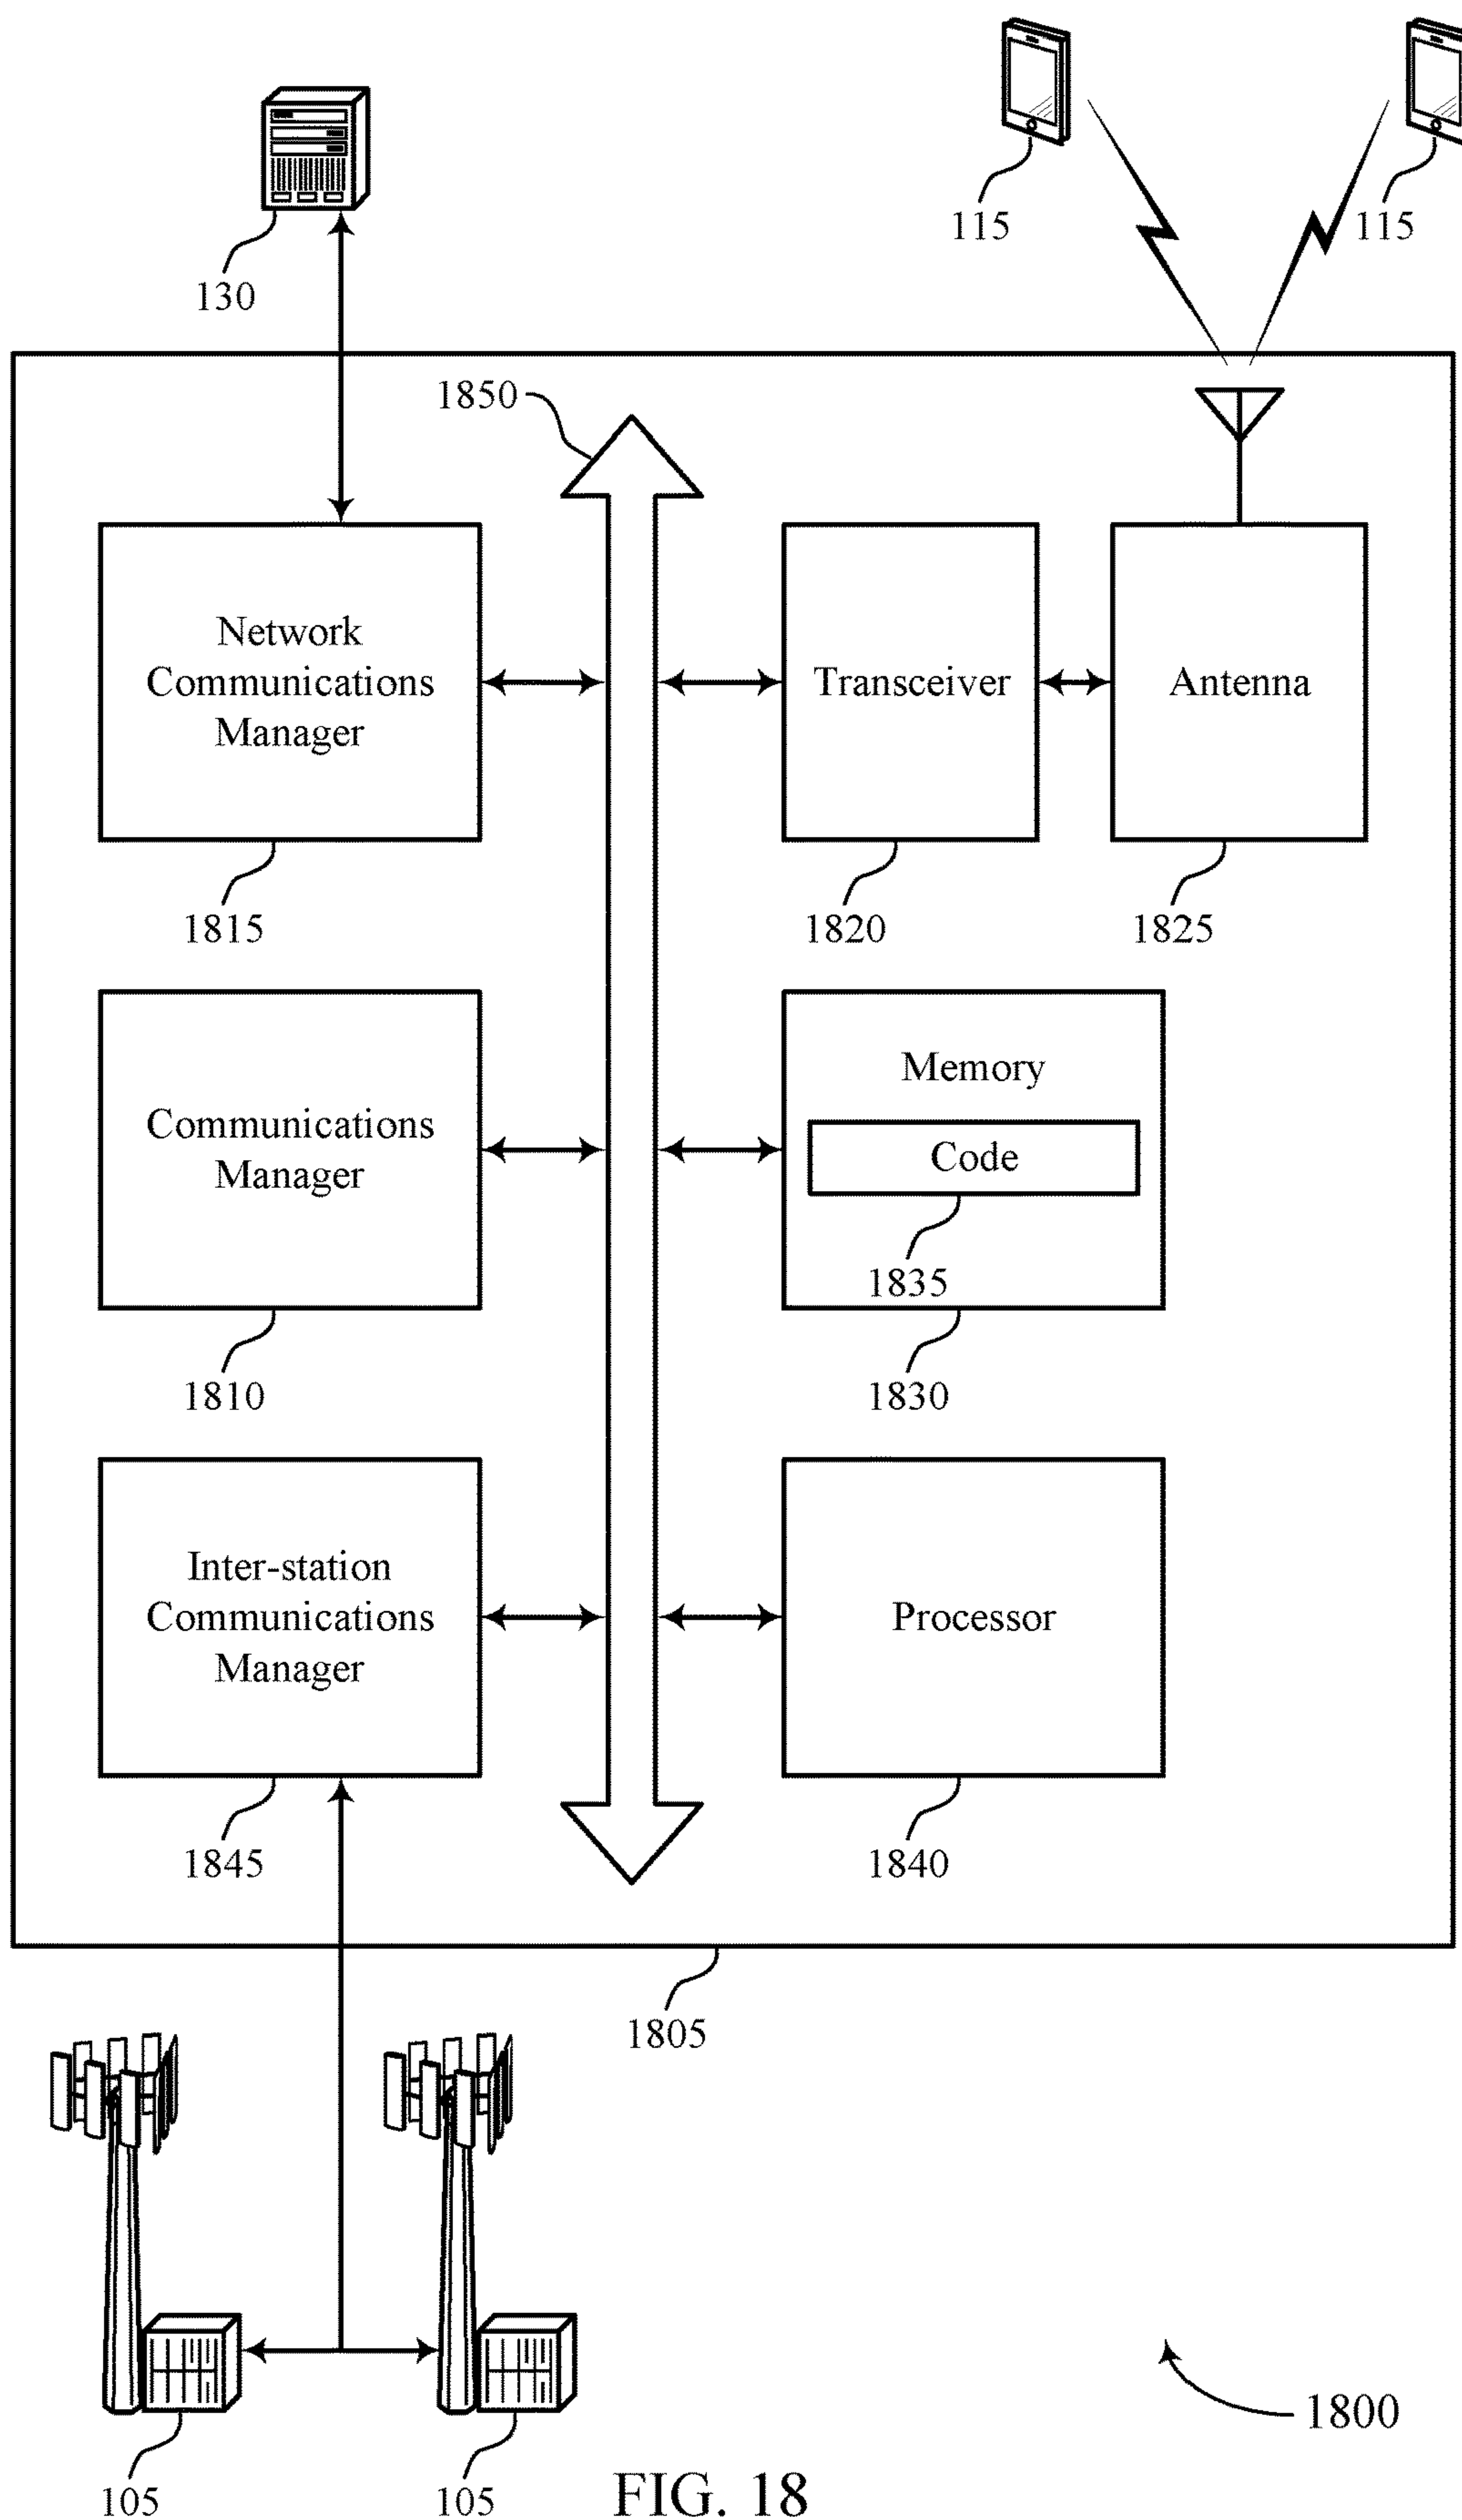 130
115
115
1850
Network
Communications
Manager
Transceiver
Antenna
1815
1820
1825
Communications
Manager
Memory
Code
1835
1810
1830
Inter-station
Communications
Manager
Processor
1845
1840
1805
105
105
1800
FIG. 18